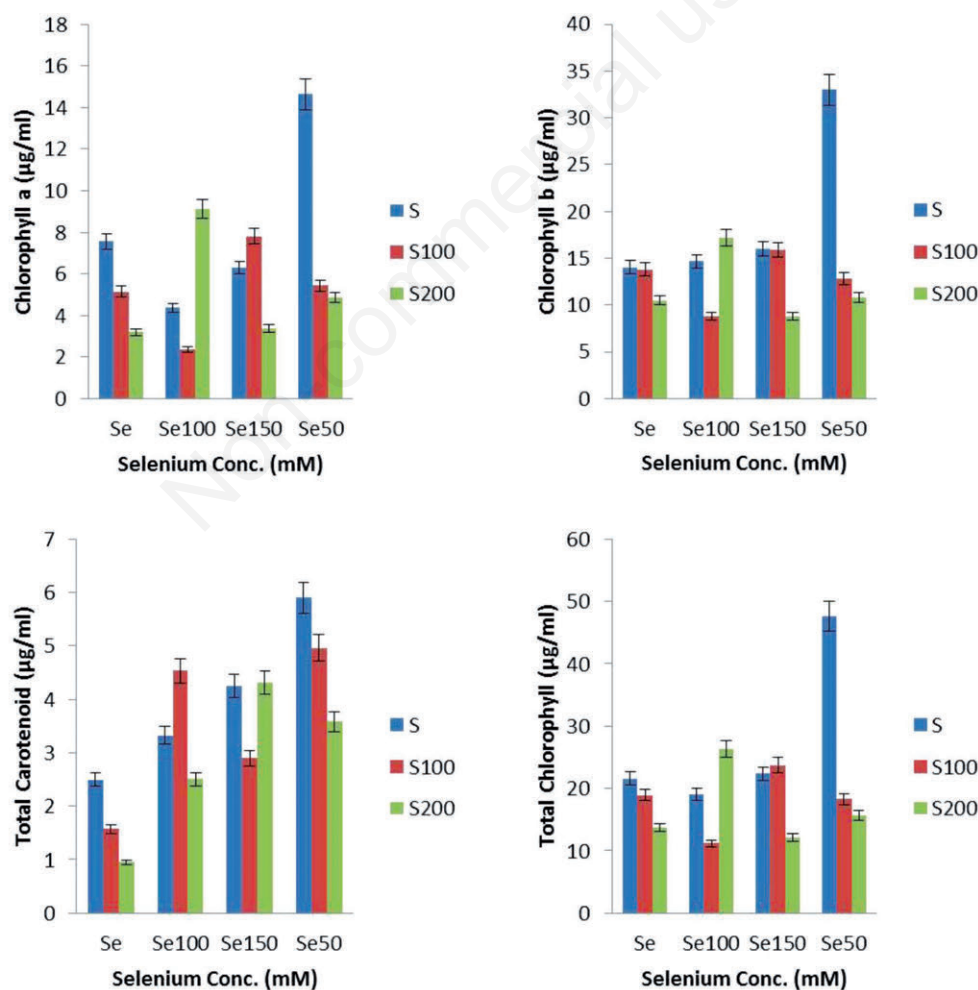 Non-commercial us
Chlorophyll a (µg/ml)
18
16
14
12
10
8
6
4
2
0
Se Se100 Se150 Se50
Selenium Conc. (mM)
S
S100
S200
Chlorophyll b (µg/ml)
40
35
30
25
20
15
10
5
0
Se Se100 Se150 Se50
Selenium Conc. (mM)
S
S100
S200
Total Carotenoid (µg/ml)
7
6
5
4
3
2
1
0
Se Se100 Se150 Se50
Selenium Conc. (mM)
S
S100
S200
Total Chlorophyll (µg/ml)
60
50
40
30
20
10
0
Se Se100 Se150 Se50
Selenium Conc. (mM)
S
S100
S200